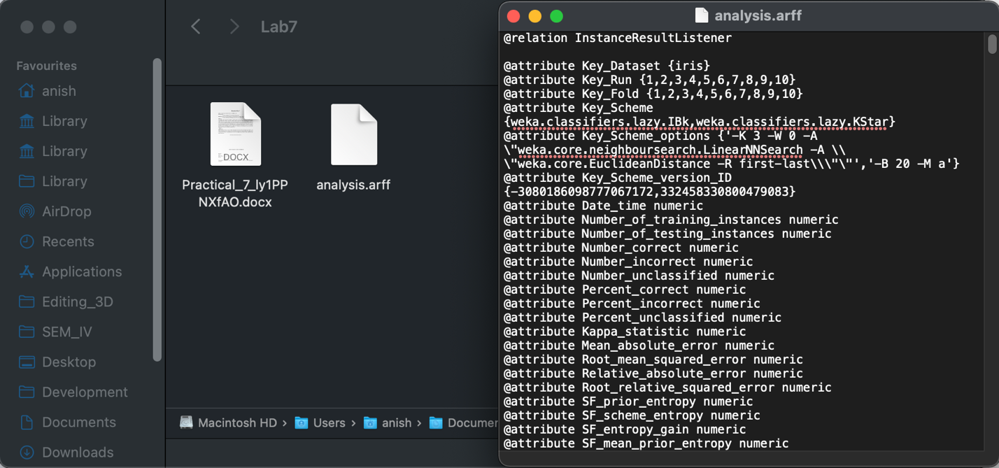 Favourites
anish
Library
Library
Library
AirDrop
Recents
Applications
Editing_3D
SEM_IV
Desktop
Development
Documents
Downloads
Lab7
DOCX
Practical_7_ly1PP
NXfAO.docx
analysis.arff
Macintosh HD › Users › anish › Documen
analysis.arff
@relation InstanceResultListener
@attribute Key_Dataset {iris}
@attribute Key_Run {1,2,3,4,5,6,7,8,9,10}
@attribute Key_Fold {1,2,3,4,5,6,7,8,9,10}
@attribute Key_Scheme
{weka.classifiers.lazy.IBk,weka.classifiers.lazy.KStar}
@attribute Key_Scheme_options {'-K 3 -W 0 -A
\"weka.core.neighboursearch.LinearNNSearch -A \\
\"weka.core.EuclideanDistance -R first-last\\\"\"','-B 20 -M a'}
@attribute Key_Scheme_version_ID
{-3080186098777067172,332458330800479083}
@attribute Date_time numeric
@attribute Number_of_training_instances numeric
@attribute Number_of_testing_instances numeric
@attribute Number_correct numeric
@attribute Number_incorrect numeric
@attribute Number_unclassified numeric
@attribute Percent_correct numeric
@attribute Percent_incorrect numeric
@attribute Percent_unclassified numeric
@attribute Kappa_statistic numeric
@attribute Mean_absolute_error numeric
@attribute Root_mean_squared_error numeric
@attribute Relative_absolute_error numeric
@attribute Root_relative_squared_error numeric
@attribute SF_prior_entropy numeric
@attribute SF_scheme_entropy numeric
@attribute SF_entropy_gain numeric
@attribute SF_mean_prior_entropy numeric